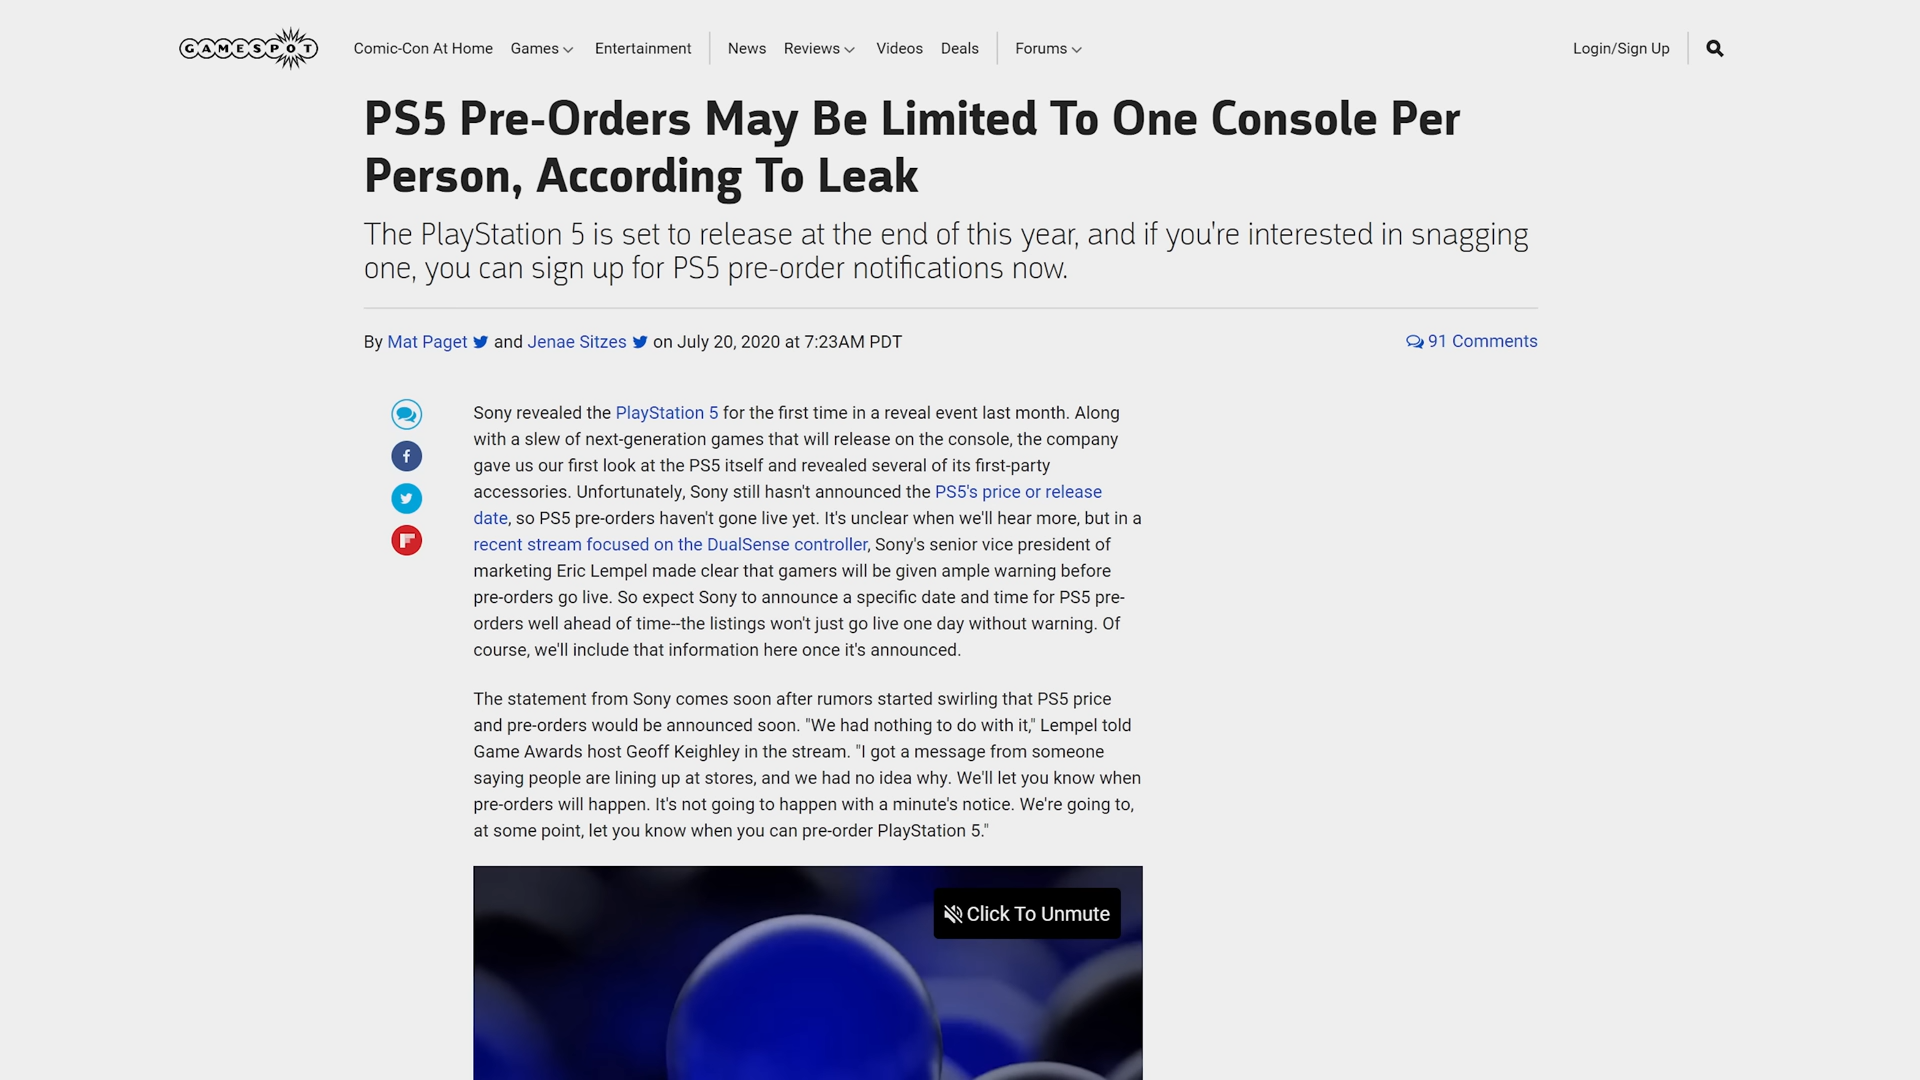 GAMESPOT
Comic-Con At Home Games Entertainment News Reviews Videos Deals Forums Login/Sign Up
PS5 Pre-Orders May Be Limited To One Console Per
Person, According To Leak
The PlayStation 5 is set to release at the end of this year, and if you're interested in snagging
one, you can sign up for PS5 pre-order notifications now.
By Mat Paget and Jenae Sitzes on July 20, 2020 at 7:23AM PDT
91 Comments
Sony revealed the PlayStation 5 for the first time in a reveal event last month. Along
with a slew of next-generation games that will release on the console, the company
gave us our first look at the PS5 itself and revealed several of its first-party
accessories. Unfortunately, Sony still hasn't announced the PS5's price or release
date, so PS5 pre-orders haven't gone live yet. It's unclear when we'll hear more, but in a
recent stream focused on the DualSense controller, Sony's senior vice president of
marketing Eric Lempel made clear that gamers will be given ample warning before
pre-orders go live. So expect Sony to announce a specific date and time for PS5 pre-
orders well ahead of time--the listings won't just go live one day without warning. Of
course, we'll include that information here once it's announced.
The statement from Sony comes soon after rumors started swirling that PS5 price
and pre-orders would be announced soon. "We had nothing to do with it," Lempel told
Game Awards host Geoff Keighley in the stream. "I got a message from someone
saying people are lining up at stores, and we had no idea why. We'll let you know when
pre-orders will happen. It's not going to happen with a minute's notice. We're going to,
at some point, let you know when you can pre-order PlayStation 5."
Click To Unmute